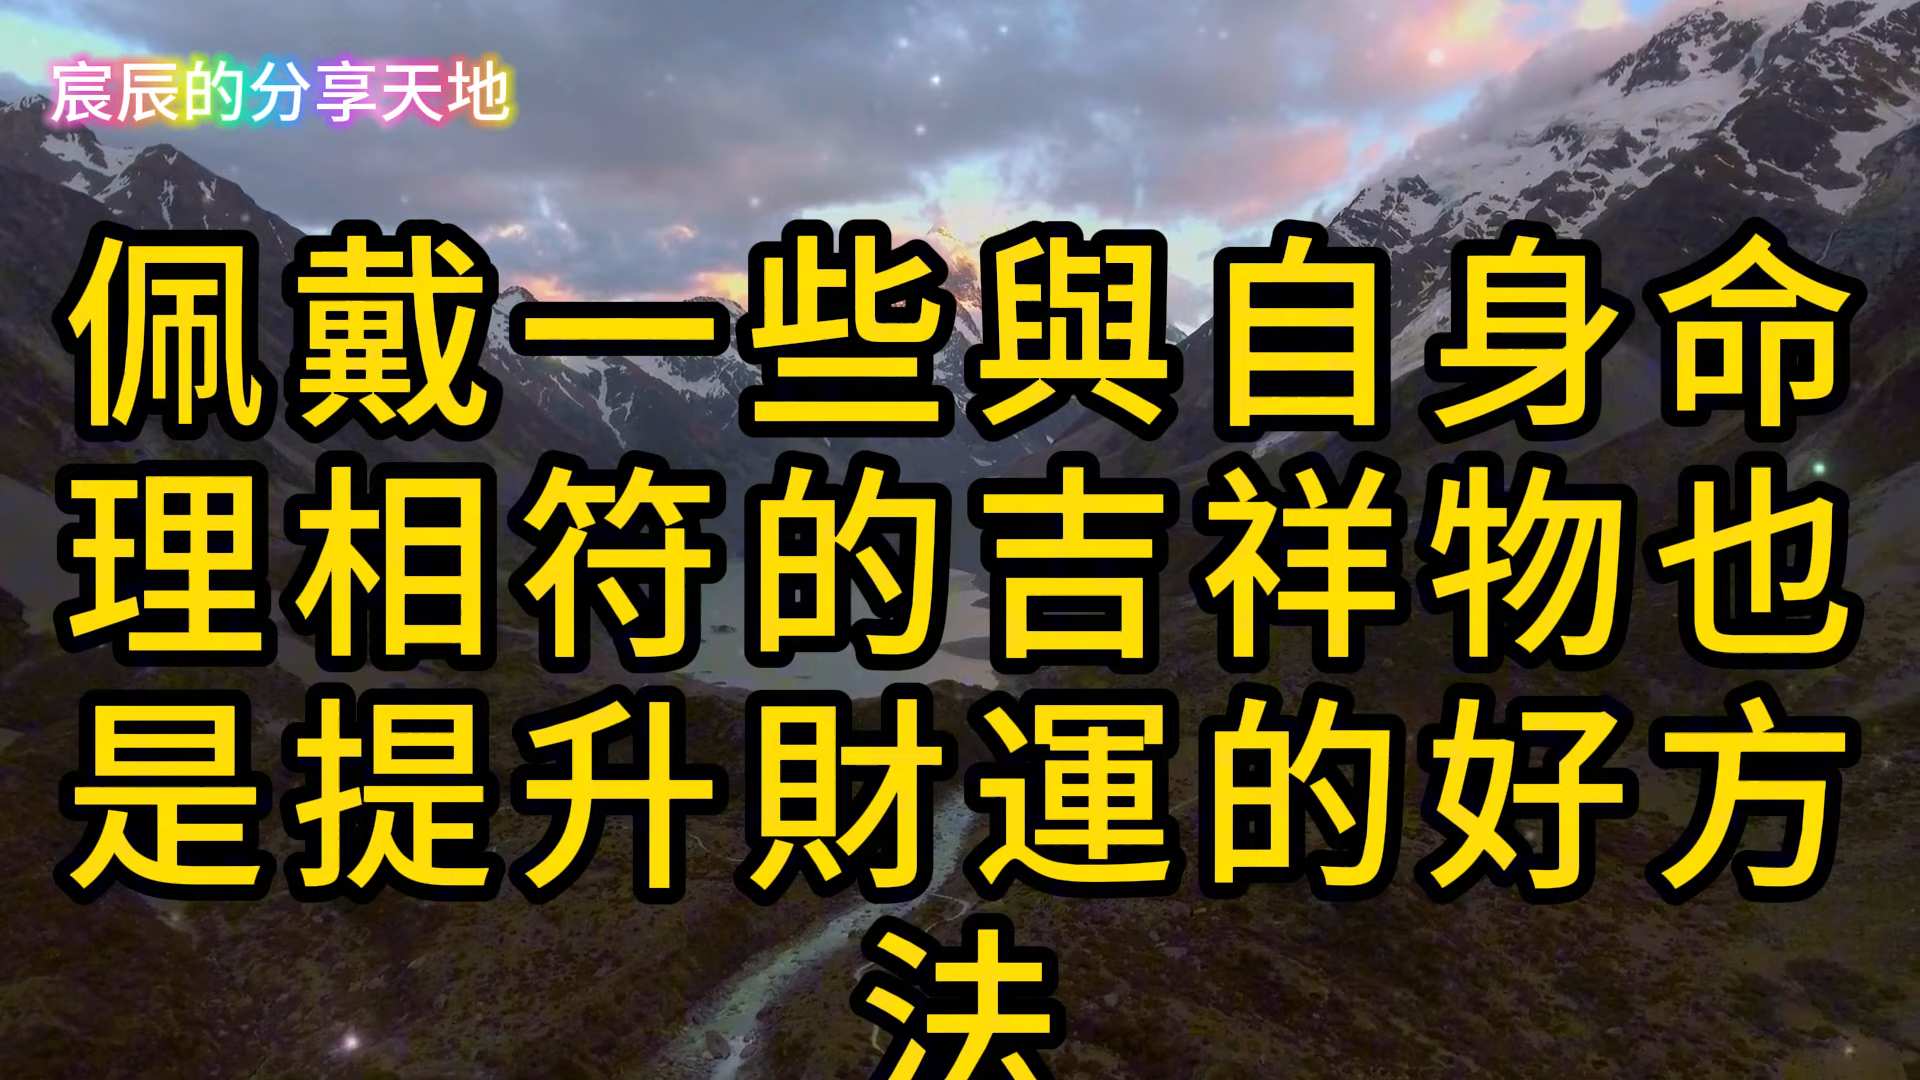 宸辰的分享天地
佩戴一些與自身命
理相符的吉祥物也
是提升財運的好方
法